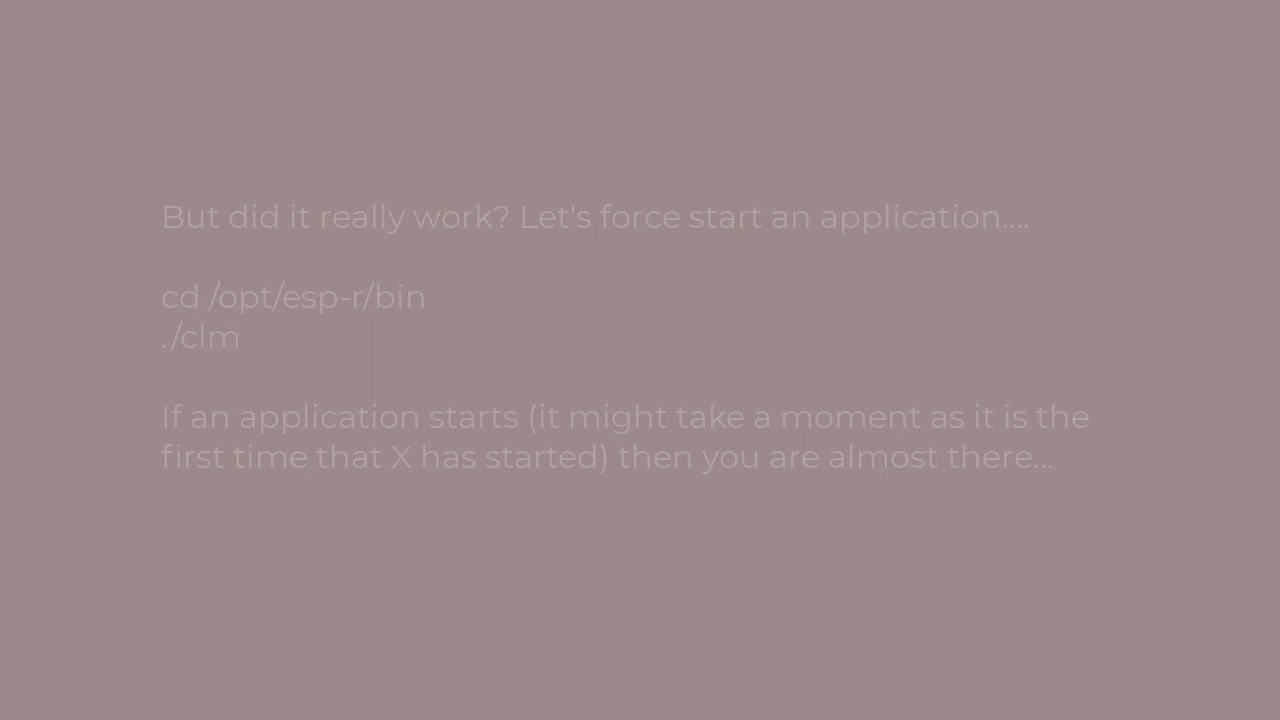 But did it really work? Let's force start an application....
cd /opt/esp-r/bin
./clm
If an application starts (it might take a moment as it is the
first time that X has started) then you are almost there...